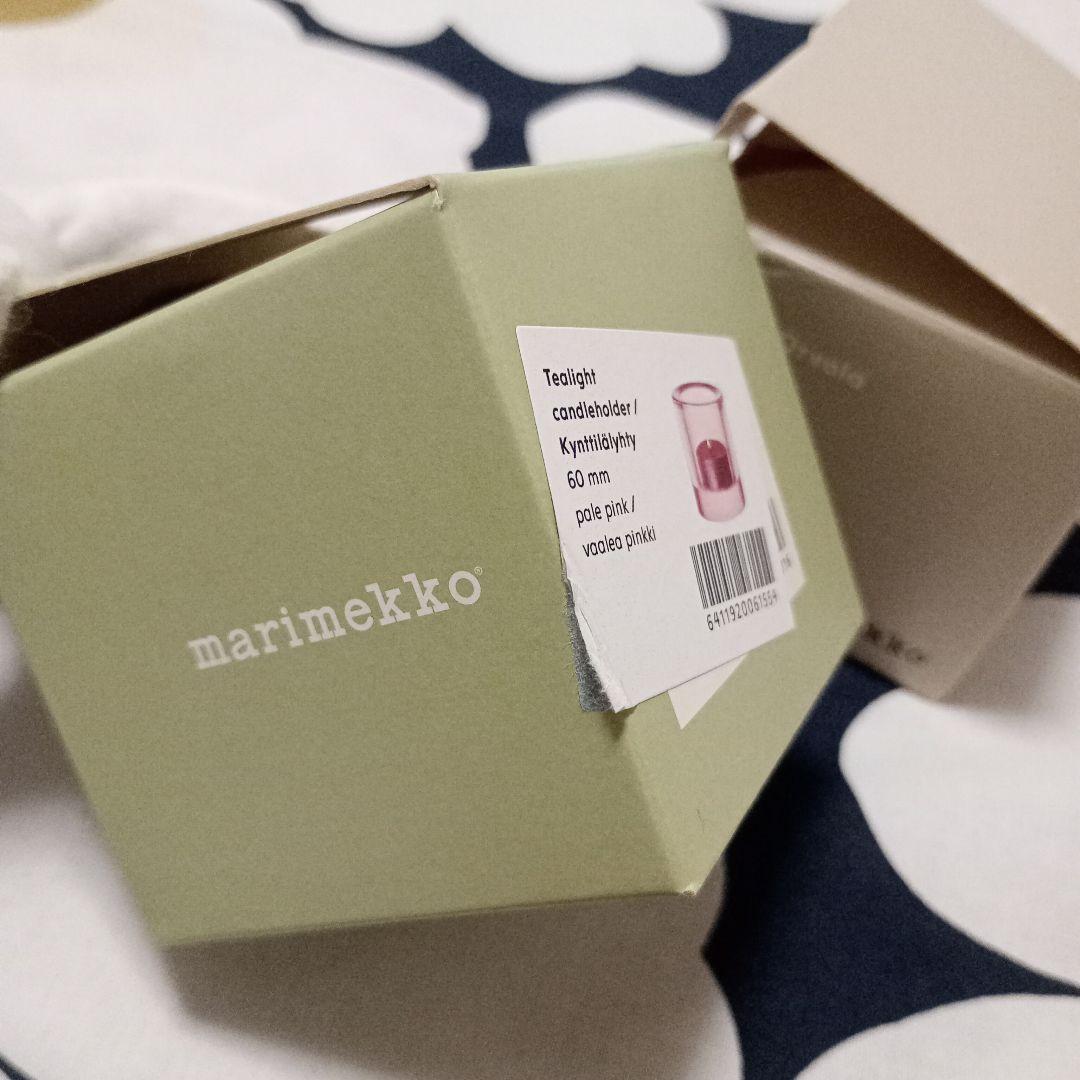 marimekko®
Tealight
candleholder /
Kynttilälyhty
60 mm
pale pink /
vaalea pinkki
6411920061559